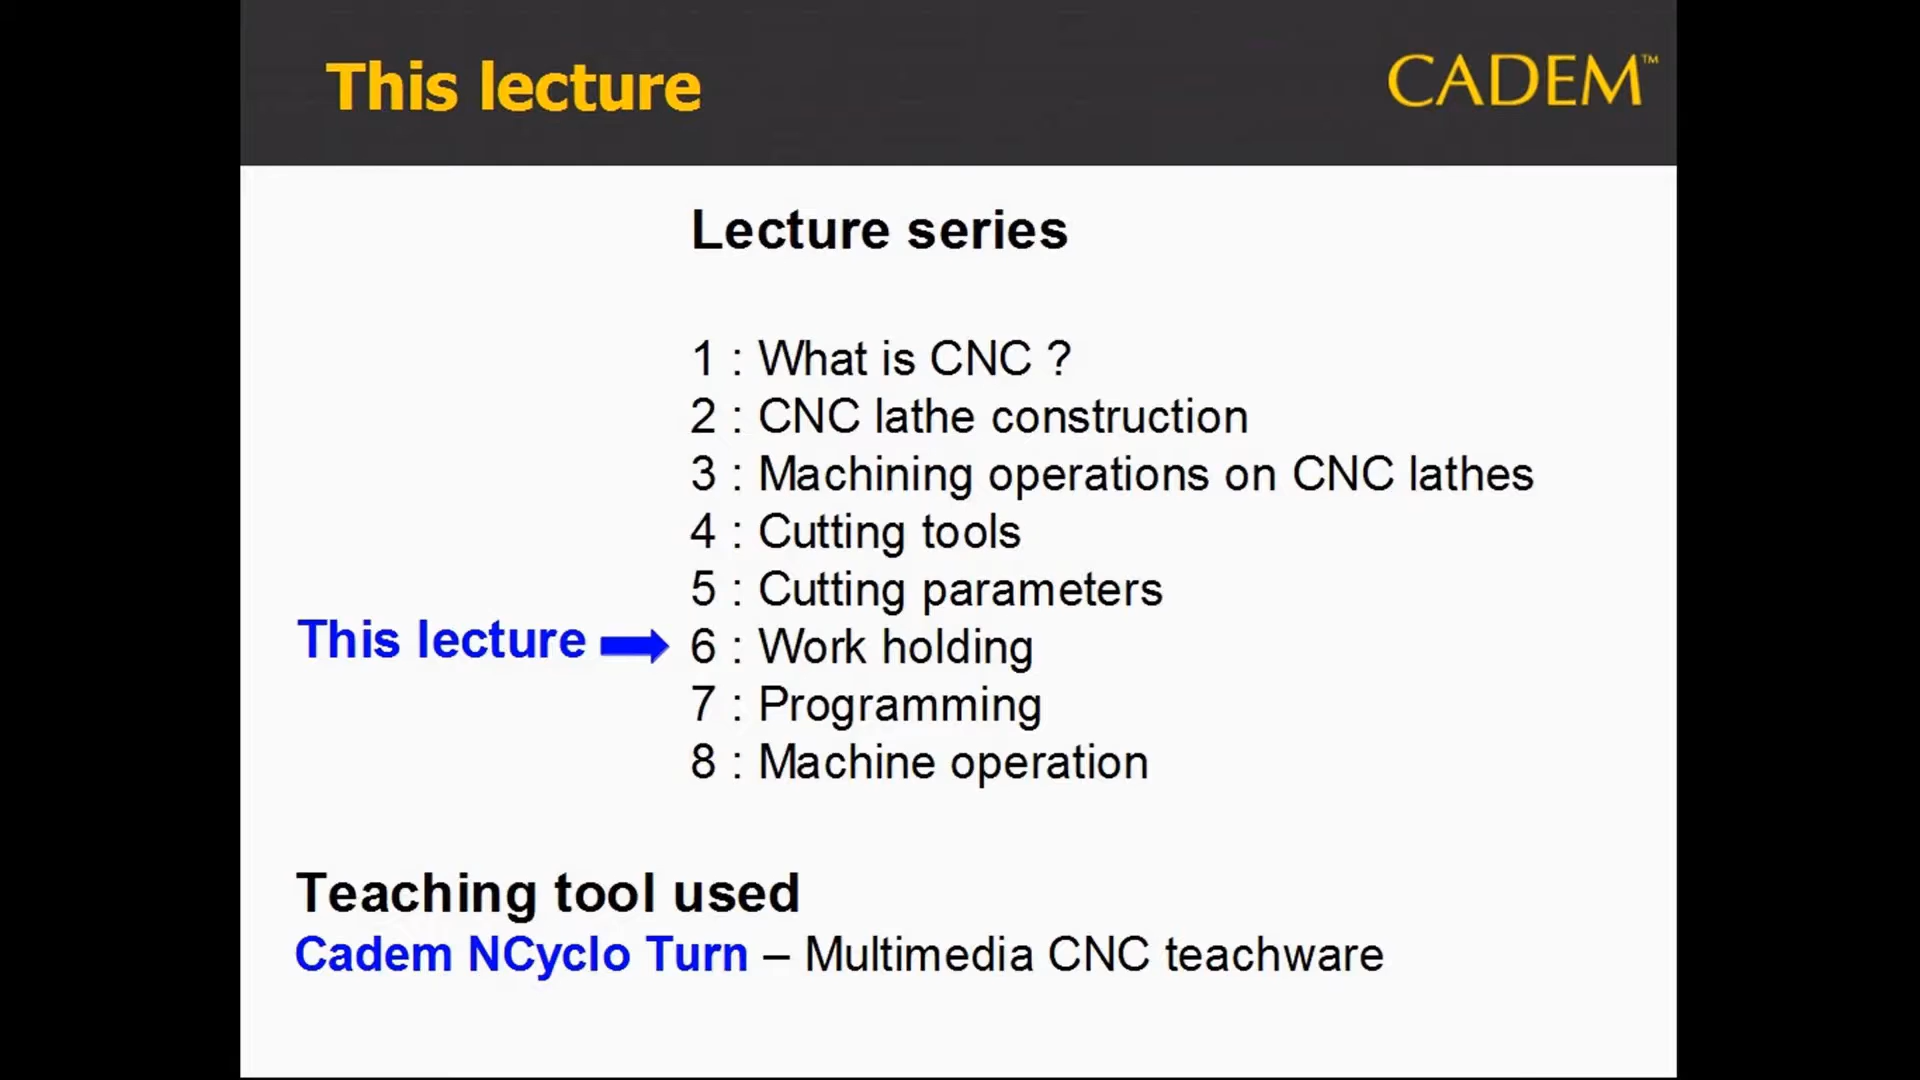 This lecture
CADEM™
Lecture series
1 : What is CNC ?
2 : CNC lathe construction
3 : Machining operations on CNC lathes
4 : Cutting tools
5 : Cutting parameters
This lecture
6 : Work holding
7 : Programming
8 : Machine operation
Teaching tool used
Cadem NCyclo Turn – Multimedia CNC teachware